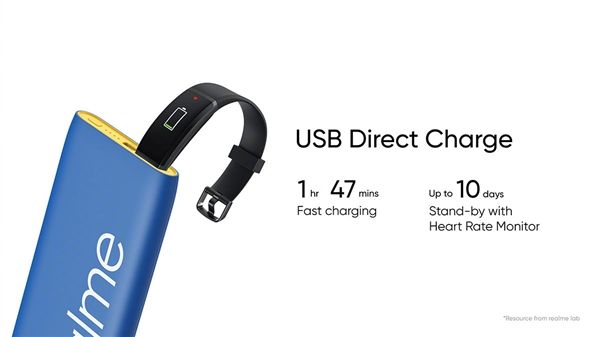 USB Direct Charge
1 hr 47 mins
Fast charging
Up to 10 days
Stand-by with
Heart Rate Monitor
*Resource from realme lab
alme